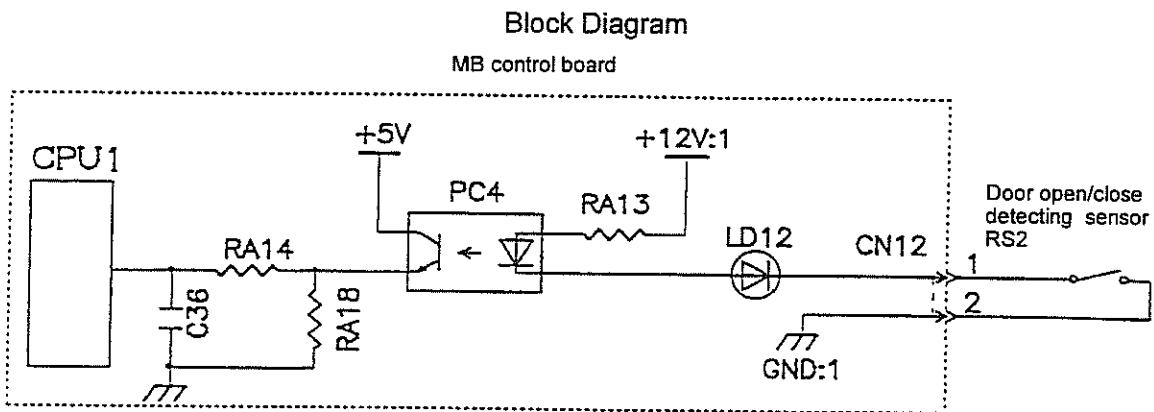 Block Diagram
MB control board
+5V
+12V:1
CPU1
PC4
RA13
Door open/close
detecting sensor
RS2
RA14
LD12
CN12
1
2
C36
RA18
GND:1